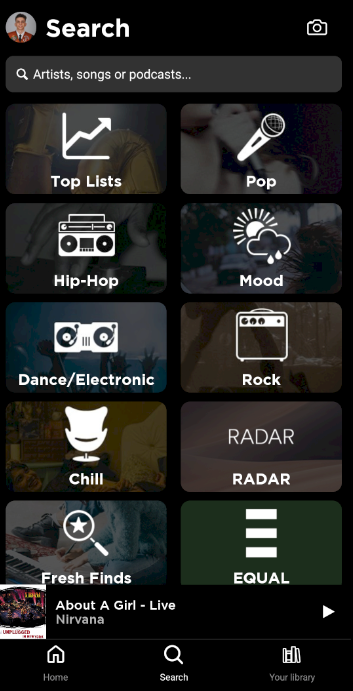 Search
Artists, songs or podcasts...
Top Lists
Pop
Hip-Hop
Mood
Dance/Electronic
Rock
Chill
RADAR
RADAR
Fresh Finds
EQUAL
About A Girl - Live
Nirvana
UNPLUGGED
Home
Search
Your library